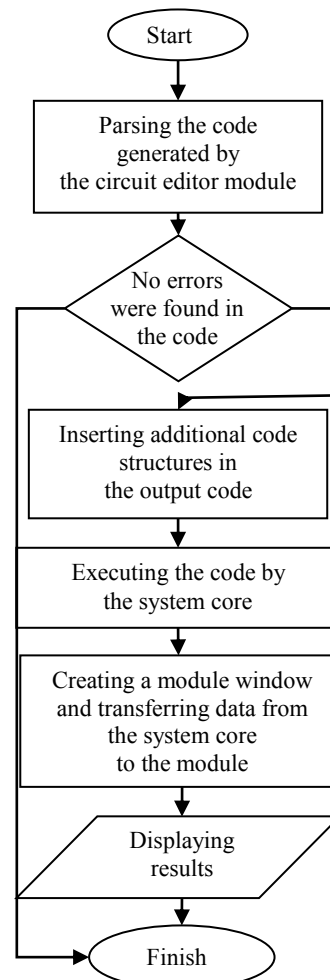 Start
Parsing the code
generated by
the circuit editor module
No errors
were found in
the code
Inserting additional code
structures in
the output code
Executing the code by
the system core
Creating a module window
and transferring data from
the system core
to the module
Displaying
results
Finish